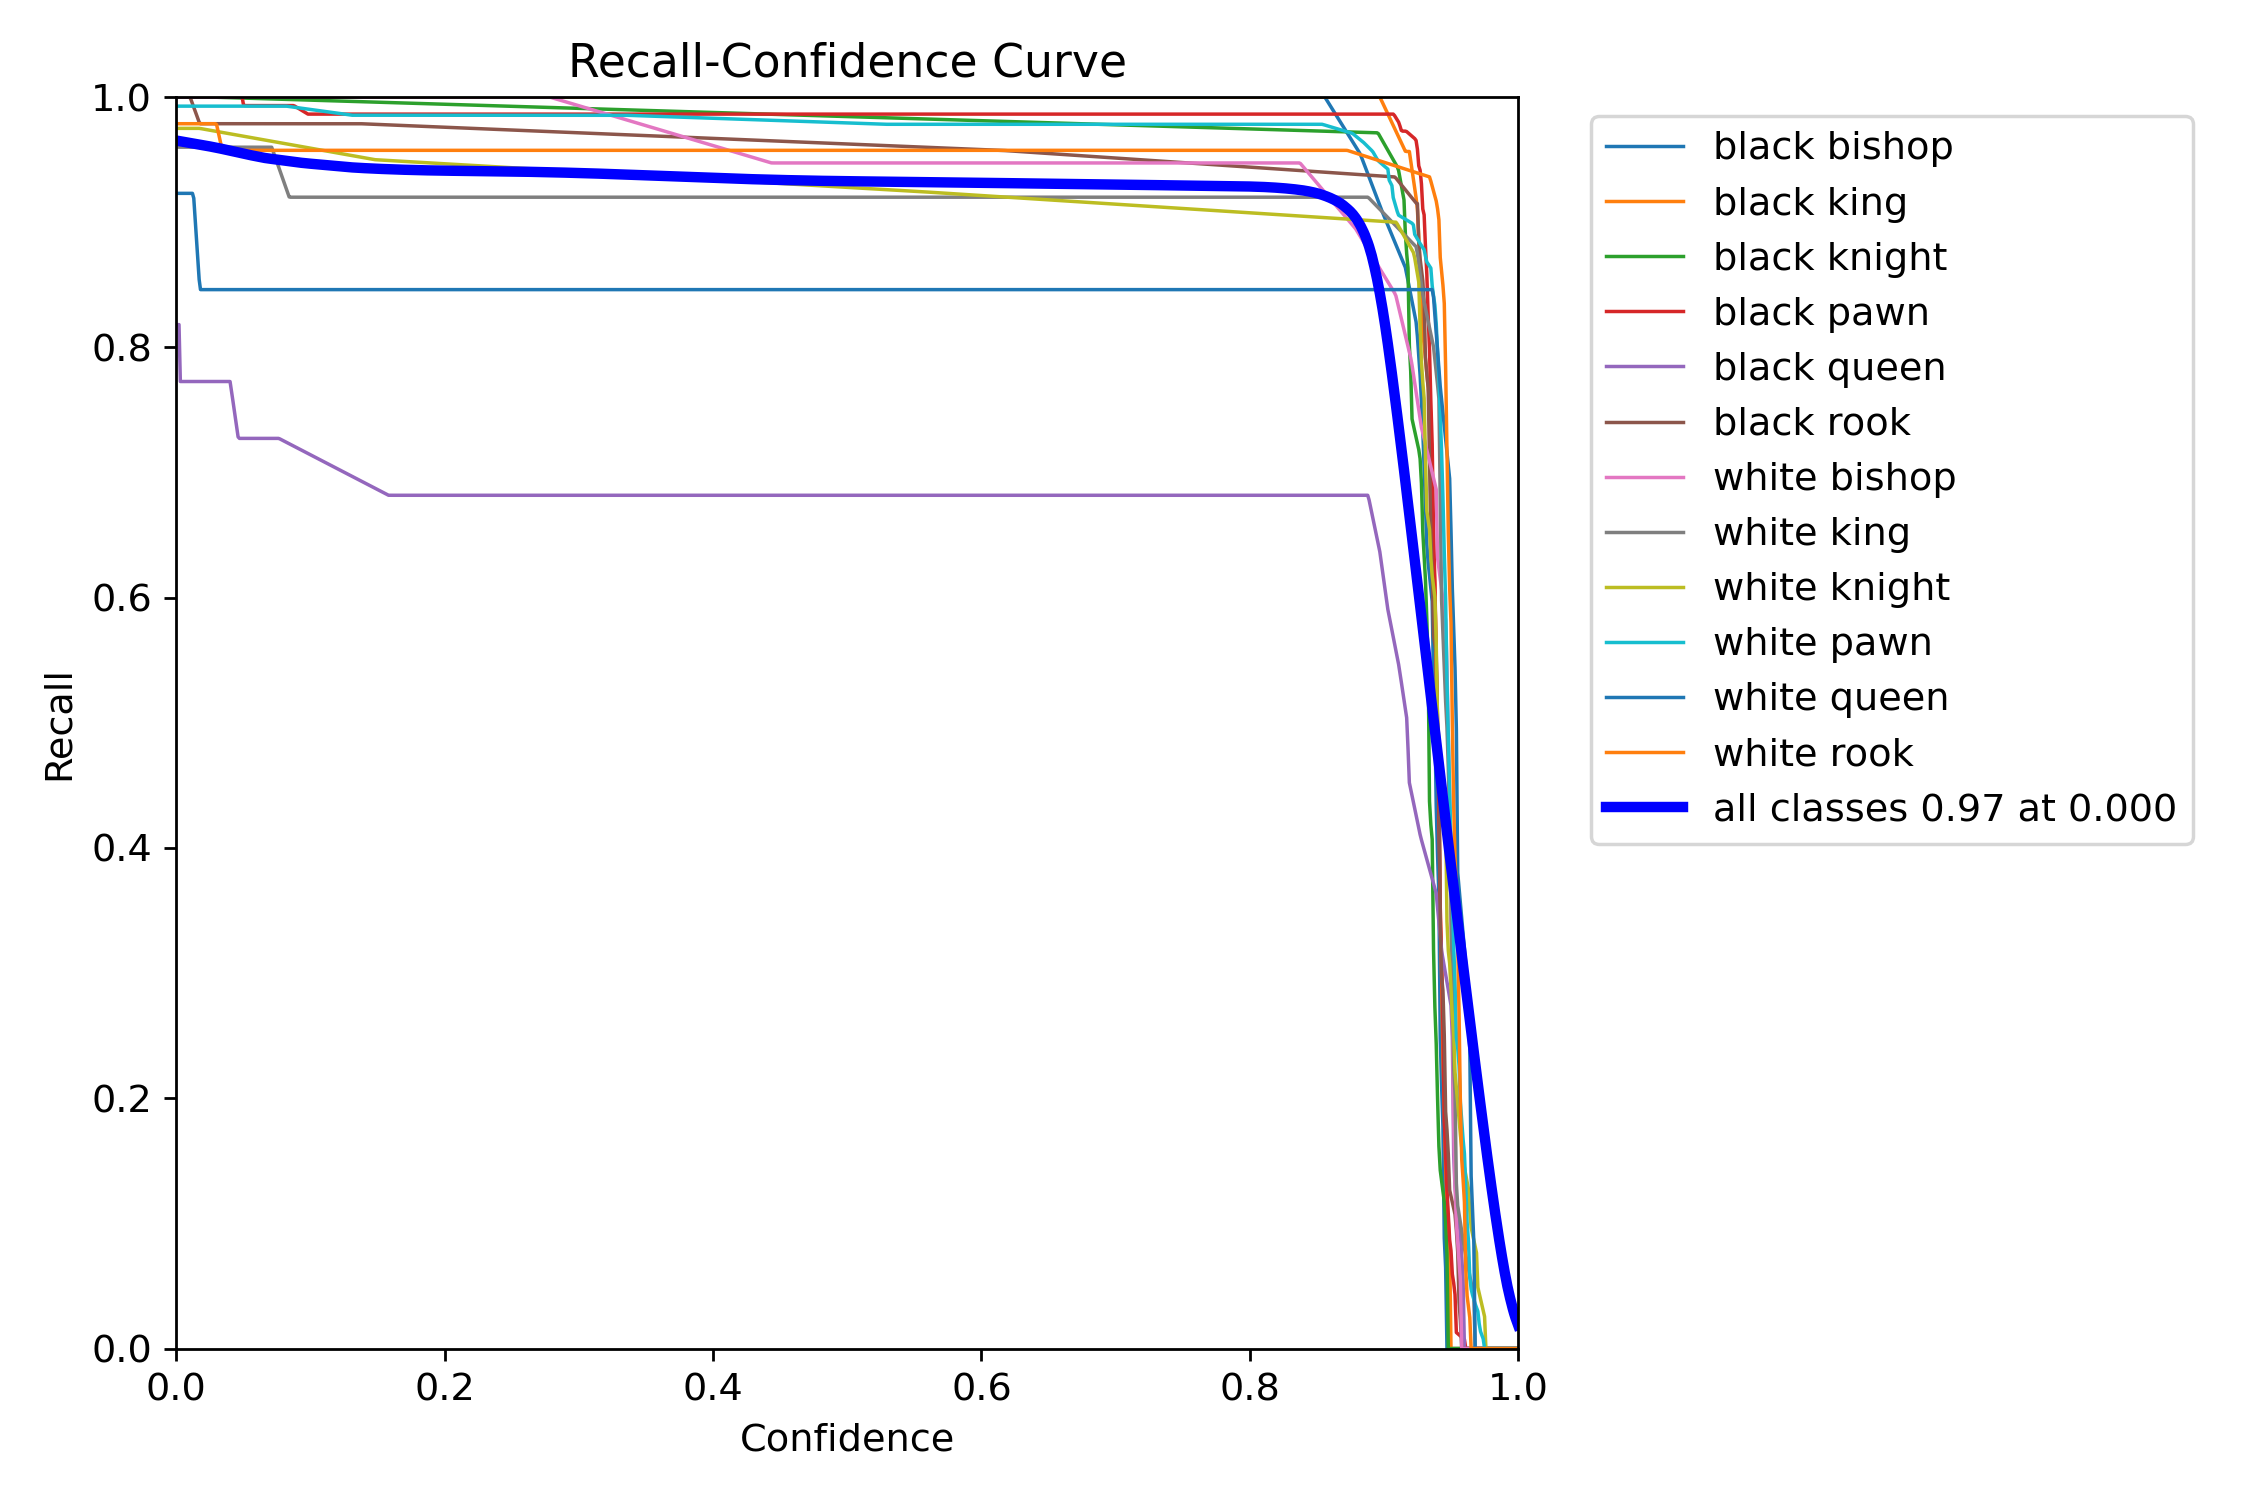 Recall-Confidence Curve
1.0
0.8
0.6
0.4
0.2
0.0
Recall
0.0 0.2 0.4 0.6 0.8 1.0
Confidence
black bishop
black king
black knight
black pawn
black queen
black rook
white bishop
white king
white knight
white pawn
white queen
white rook
all classes 0.97 at 0.000